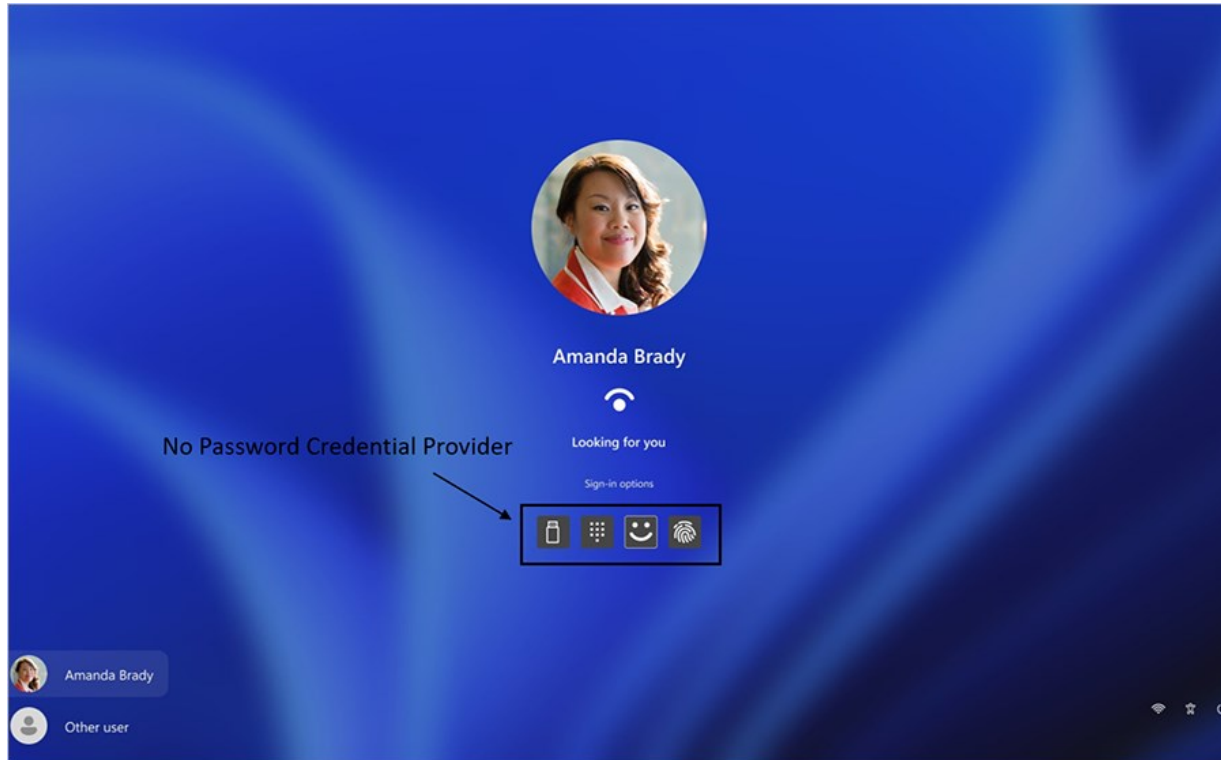 Amanda Brady
Looking for you
No Password Credential Provider
Sign-in options
Amanda Brady
Other user